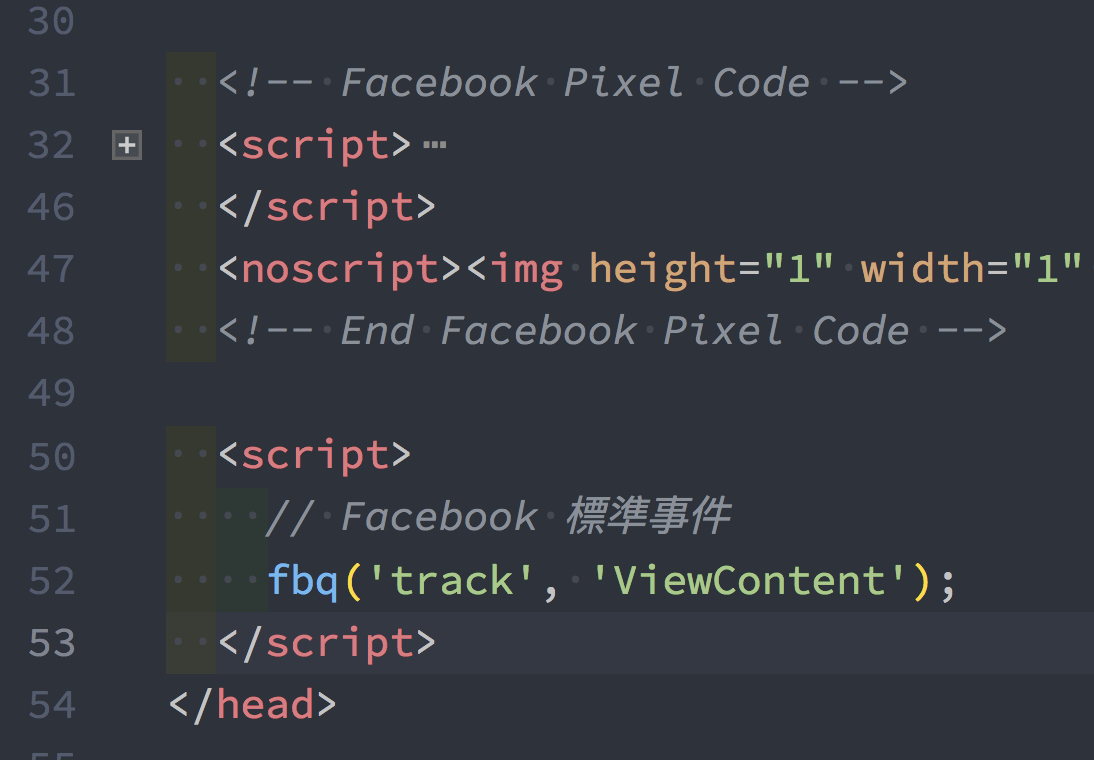 30
31 <!-- Facebook Pixel Code -->
32 <script>⋯
46 </script>
47 <noscript><img height="1" width="1"
48 <!-- End Facebook Pixel Code -->
49
50 <script>
51 // Facebook 標準事件
52 fbq('track', 'ViewContent');
53 </script>
54 </head>